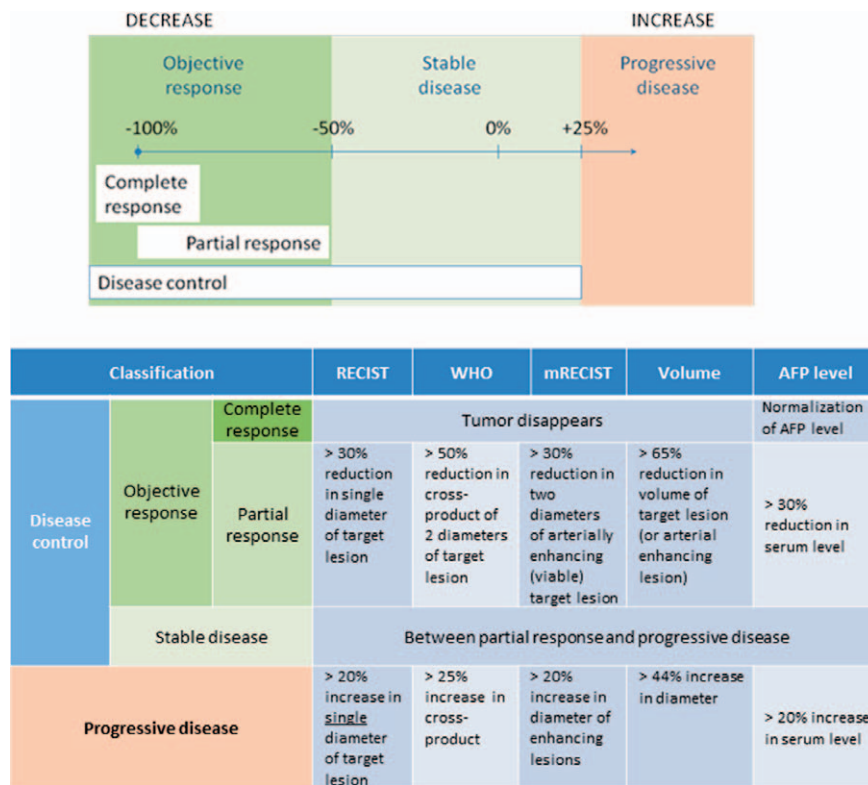 DECREASE
INCREASE
Objective
response
Stable
disease
Progressive
disease
-100%
-50%
0%
+25%
Complete
response
Partial response
Disease control
Classification
RECIST
WHO
mRECIST
Volume
AFP level
Disease
control
Objective
response
Complete
response
Tumor disappears
Normalization
of AFP level
Partial
response
> 30%
reduction
in single
diameter
of target
lesion
> 50%
reduction in
cross-
product of
2 diameters
of target
lesion
> 30%
reduction in
two
diameters
of arterially
enhancing
(viable)
target lesion
> 65%
reduction in
volume of
target lesion
(or arterial
enhancing
lesion)
> 30%
reduction in
serum level
Stable disease
Between partial response and progressive disease
Progressive disease
> 20%
increase in
single
diameter
of target
lesion
> 25%
increase in
cross-
product
> 20%
increase in
diameter of
enhancing
lesions
> 44% increase
in diameter
> 20% increase
in serum level